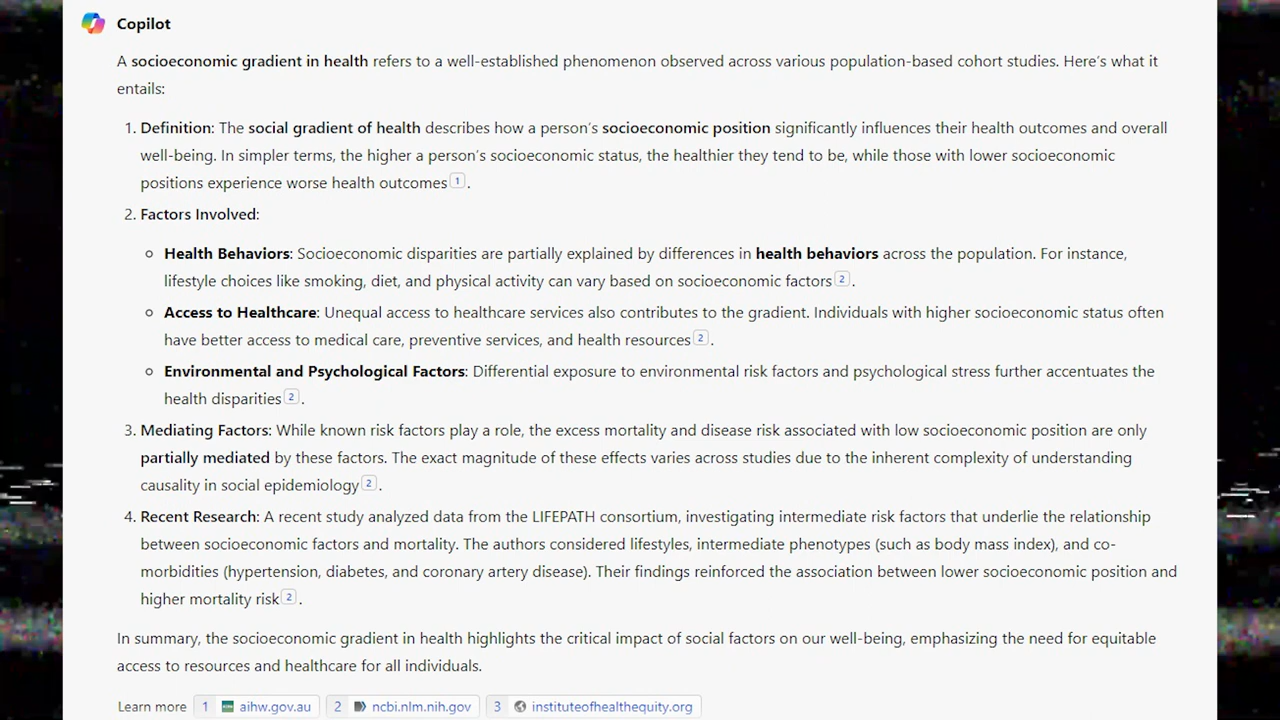 Copilot
A socioeconomic gradient in health refers to a well-established phenomenon observed across various population-based cohort studies. Here's what it
entails:
1. Definition: The social gradient of health describes how a person's socioeconomic position significantly influences their health outcomes and overall
well-being. In simpler terms, the higher a person's socioeconomic status, the healthier they tend to be, while those with lower socioeconomic
positions experience worse health outcomes 1 .
2. Factors Involved:
Health Behaviors: Socioeconomic disparities are partially explained by differences in health behaviors across the population. For instance,
lifestyle choices like smoking, diet, and physical activity can vary based on socioeconomic factors 2 .
Access to Healthcare: Unequal access to healthcare services also contributes to the gradient. Individuals with higher socioeconomic status often
have better access to medical care, preventive services, and health resources 2 .
Environmental and Psychological Factors: Differential exposure to environmental risk factors and psychological stress further accentuates the
health disparities 2 .
3. Mediating Factors: While known risk factors play a role, the excess mortality and disease risk associated with low socioeconomic position are only
partially mediated by these factors. The exact magnitude of these effects varies across studies due to the inherent complexity of understanding
causality in social epidemiology 2 .
4. Recent Research: A recent study analyzed data from the LIFEPATH consortium, investigating intermediate risk factors that underlie the relationship
between socioeconomic factors and mortality. The authors considered lifestyles, intermediate phenotypes (such as body mass index), and co-
morbidities (hypertension, diabetes, and coronary artery disease). Their findings reinforced the association between lower socioeconomic position and
higher mortality risk 2 .
In summary, the socioeconomic gradient in health highlights the critical impact of social factors on our well-being, emphasizing the need for equitable
access to resources and healthcare for all individuals.
Learn more 1 aihw.gov.au 2 ncbi.nlm.nih.gov 3 instituteofhealthequity.org